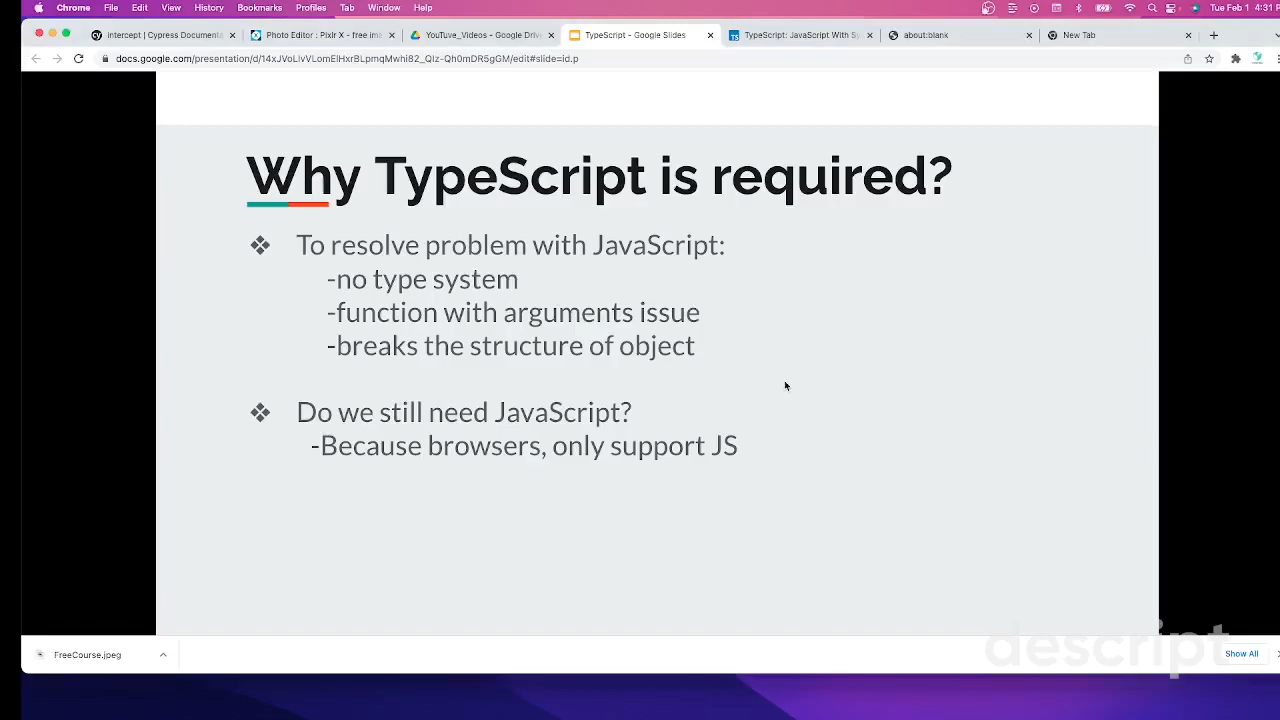 Chrome File Edit View History Bookmarks Profiles Tab Window Help Tue Feb 1 4:31 P
intercept | Cypress Documenta Photo Editor : Pixlr X - free ima YouTuve_Videos - Google Drive TypeScript - Google Slides TypeScript: JavaScript With Sy about:blank New Tab
docs.google.com/presentation/d/14xJVoLlvVLomElHxrBLpmqMwhi82_QIz-Qh0mDR5gGM/edit#slide=id.p
Why TypeScript is required?
❖ To resolve problem with JavaScript:
-no type system
-function with arguments issue
-breaks the structure of object
❖ Do we still need JavaScript?
-Because browsers, only support JS
descript
FreeCourse.jpeg Show All